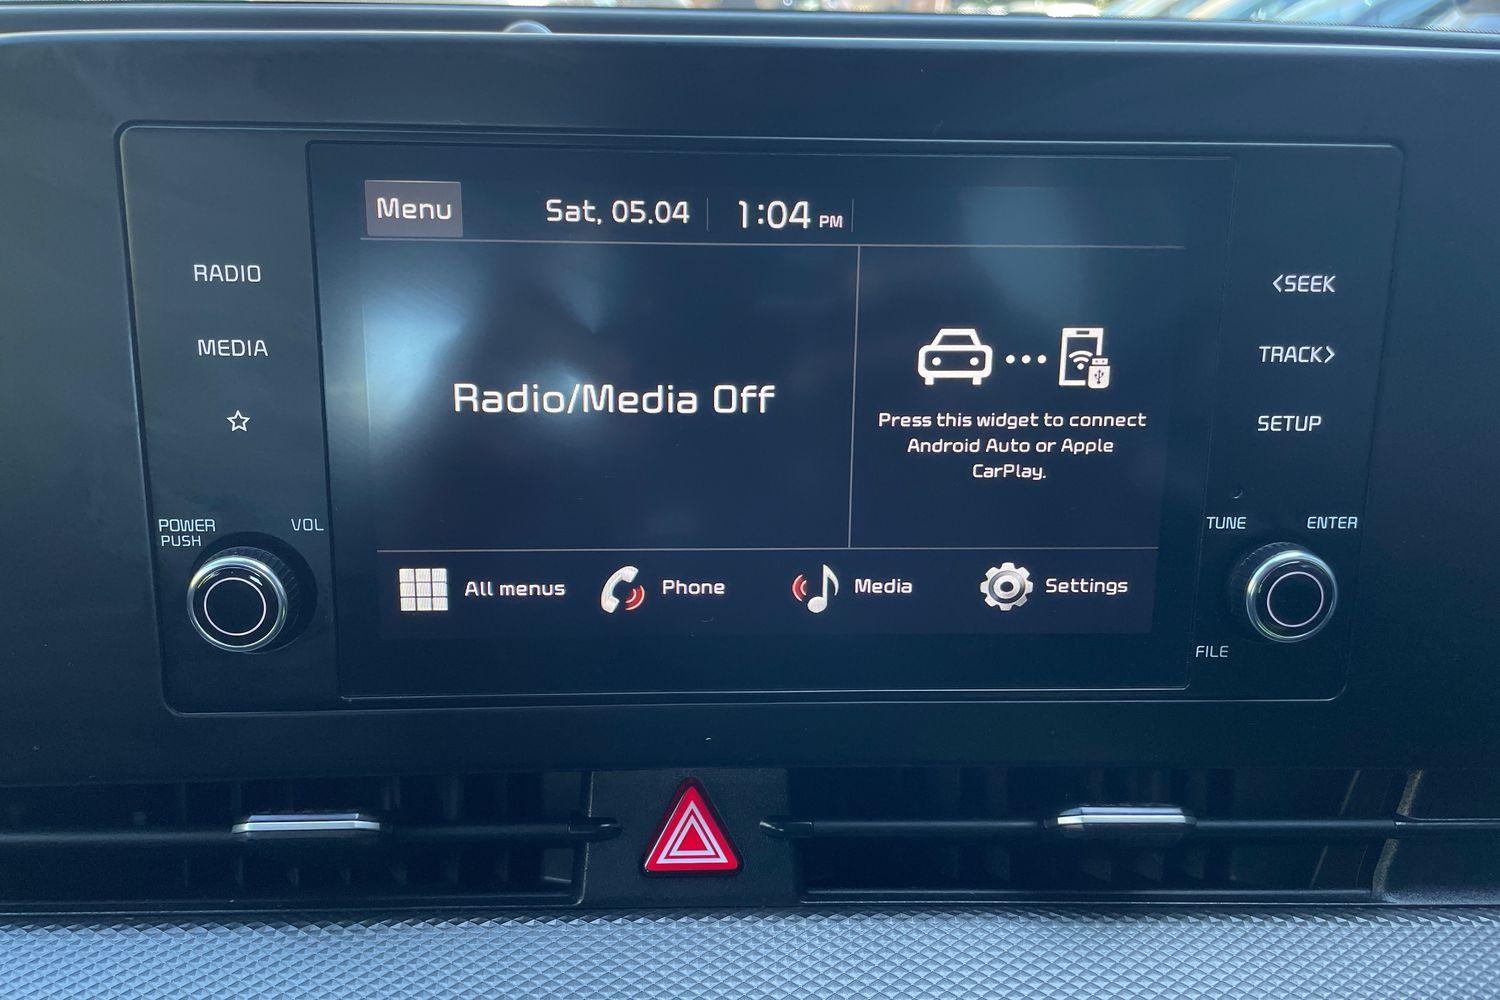 Menu
Sat, 05.04
1:04 PM
RADIO
MEDIA
POWER
PUSH
VOL
Radio/Media Off
Press this widget to connect
Android Auto or Apple
CarPlay.
All menus
Phone
Media
Settings
<SEEK
TRACK>
SETUP
TUNE
ENTER
FILE